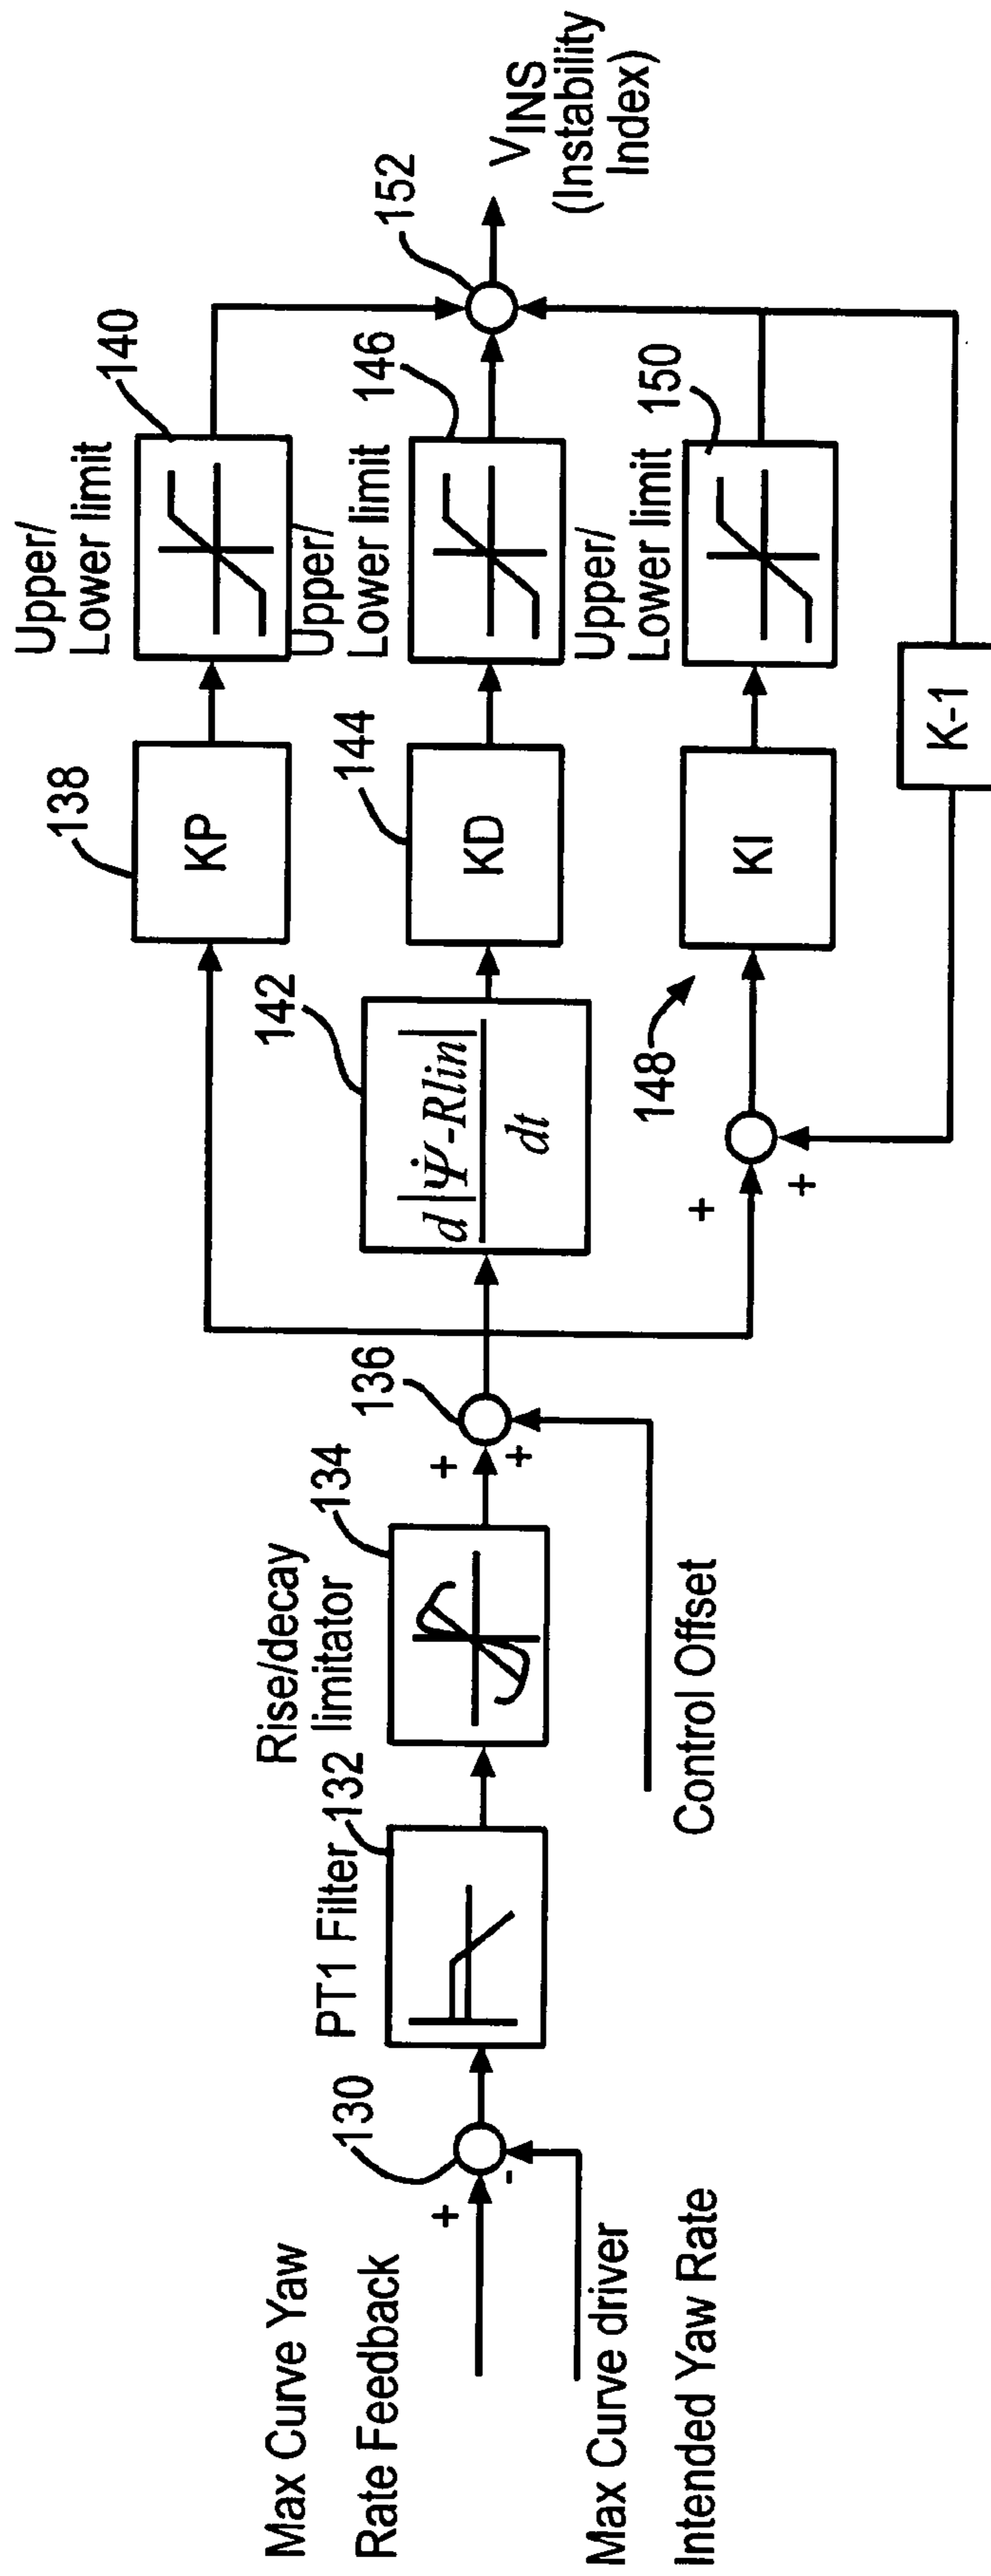 Max Curve Yaw
Rate Feedback
+
-
130
Max Curve driver
Intended Yaw Rate
PT1 Filter
132
Rise/decay
limitator
134
+
+
136
Control Offset
142
d|Ψ̇-Rlin|
dt
138
KP
144
KD
148
+
+
KI
K-1
Upper/
Lower limit
140
Upper/
Lower limit
146
Upper/
Lower limit
150
152
VINS
(Instability
Index)